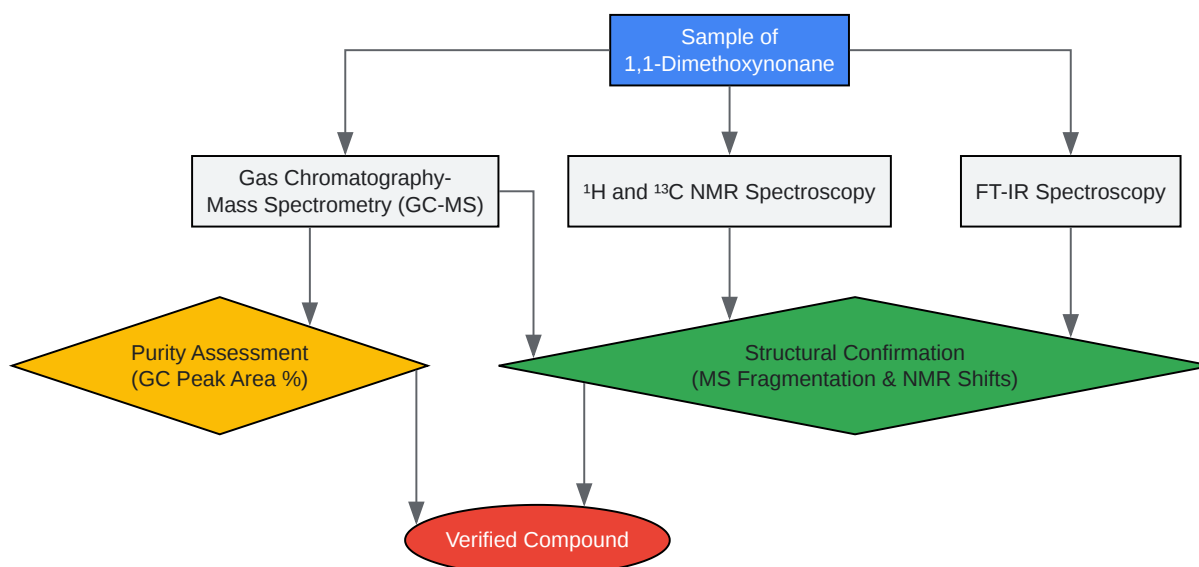 Sample of
1,1-Dimethoxynonane
Gas Chromatography-
Mass Spectrometry (GC-MS)
¹H and ¹³C NMR Spectroscopy
FT-IR Spectroscopy
Purity Assessment
(GC Peak Area %)
Structural Confirmation
(MS Fragmentation & NMR Shifts)
Verified Compound